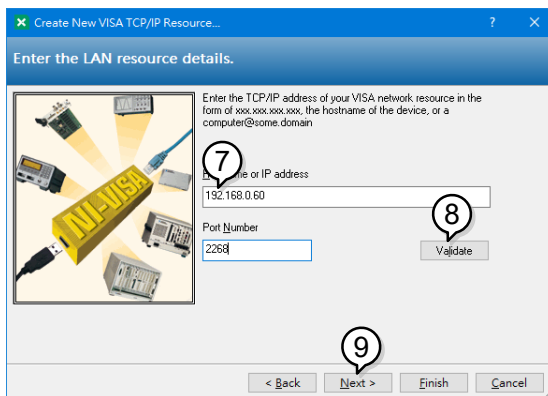 Create New VISA TCP/IP Resource...
?
Enter the LAN resource details.
Enter the TCP/IP address of your VISA network resource in the
form of xxx.xxx.xxx.xxx, the hostname of the device, or a
computer@some.domain
7
or IP address
192.168.0.60
8
Port Number
2268
Validate
NI-VISA
9
< Back
Next >
Finish
Cancel